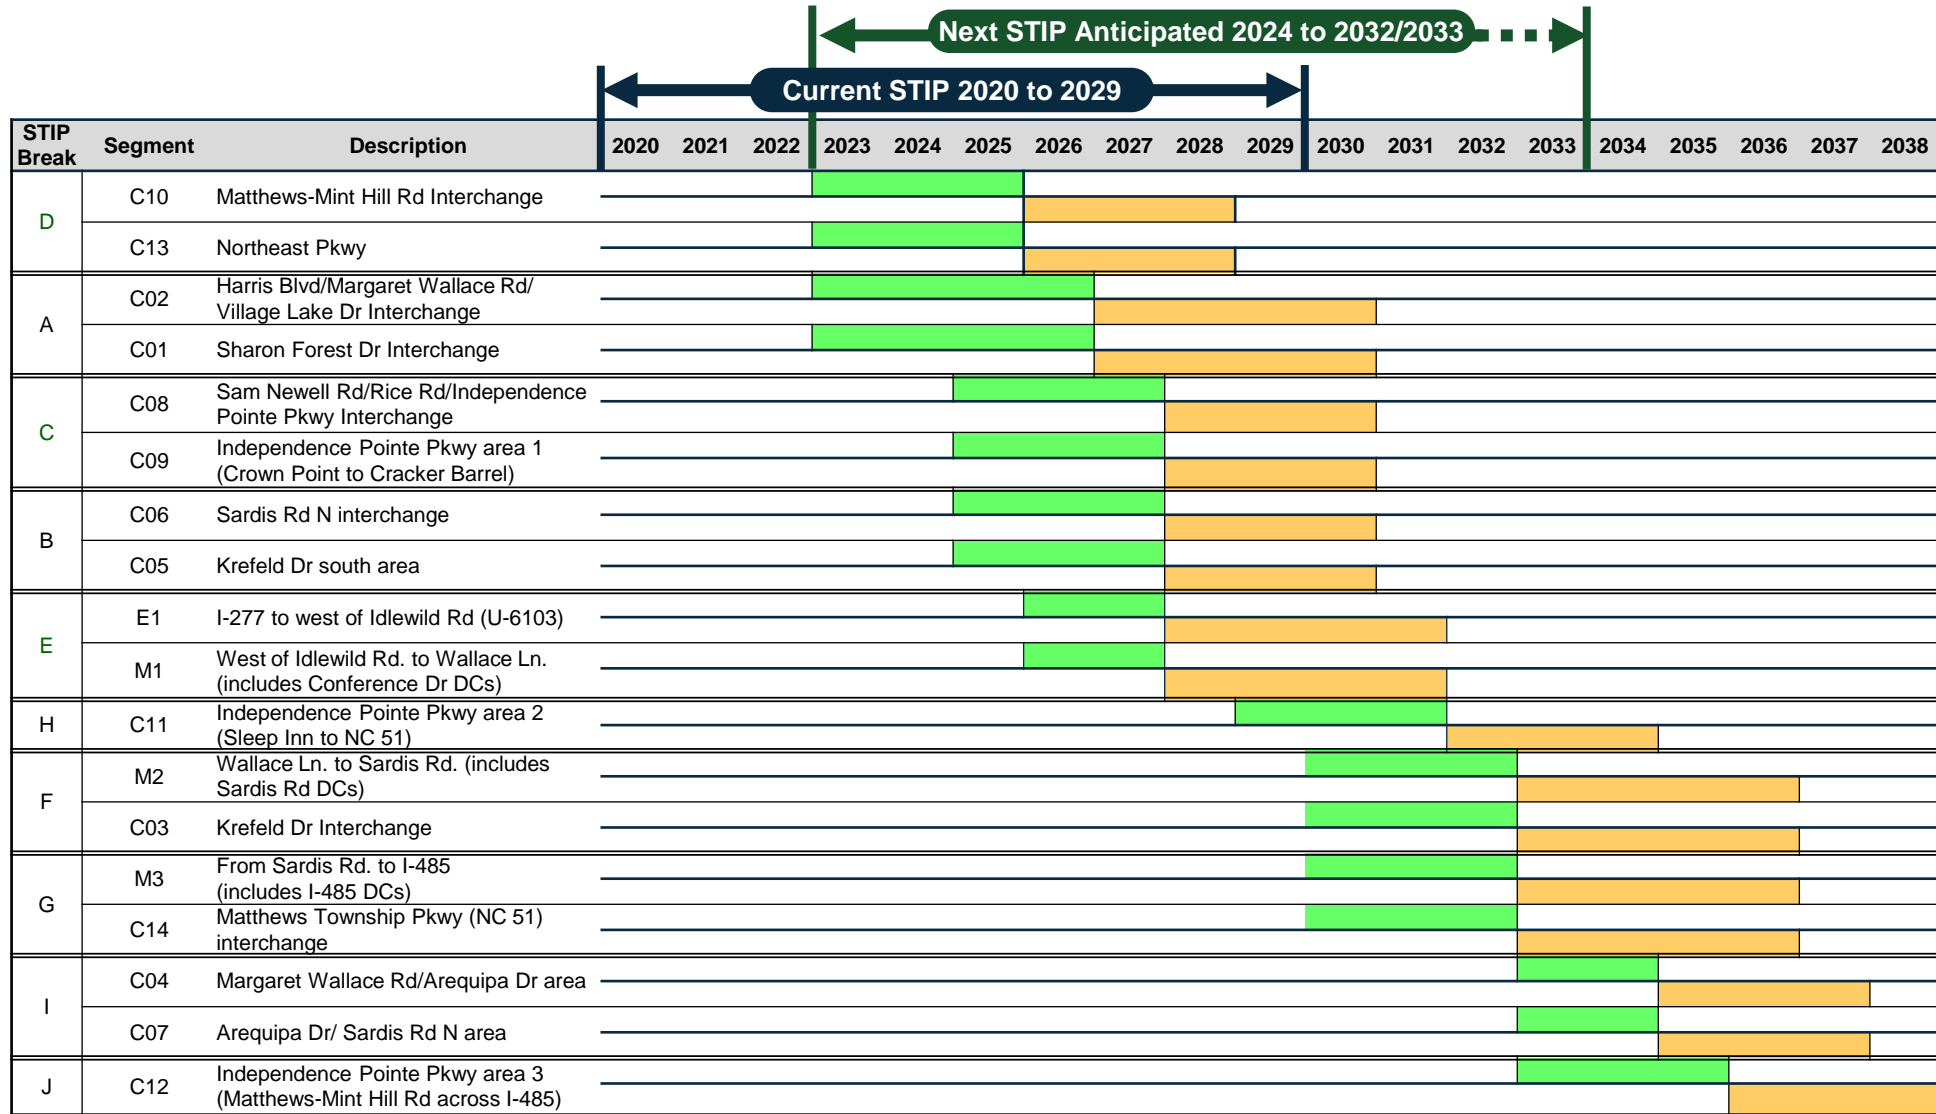 Next STIP Anticipated 2024 to 2032/2033
Current STIP 2020 to 2029
STIP Break Segment Description 2020 2021 2022 2023 2024 2025 2026 2027 2028 2029 2030 2031 2032 2033 2034 2035 2036 2037 2038
D
C10 Matthews-Mint Hill Rd Interchange
C13 Northeast Pkwy
A
C02 Harris Blvd/Margaret Wallace Rd/
Village Lake Dr Interchange
C01 Sharon Forest Dr Interchange
C
C08 Sam Newell Rd/Rice Rd/Independence
Pointe Pkwy Interchange
C09 Independence Pointe Pkwy area 1
(Crown Point to Cracker Barrel)
B
C06 Sardis Rd N interchange
C05 Krefeld Dr south area
E
E1 I-277 to west of Idlewild Rd (U-6103)
M1 West of Idlewild Rd. to Wallace Ln.
(includes Conference Dr DCs)
H C11 Independence Pointe Pkwy area 2
(Sleep Inn to NC 51)
F
M2 Wallace Ln. to Sardis Rd. (includes
Sardis Rd DCs)
C03 Krefeld Dr Interchange
G
M3 From Sardis Rd. to I-485
(includes I-485 DCs)
C14 Matthews Township Pkwy (NC 51)
interchange
I
C04 Margaret Wallace Rd/Arequipa Dr area
C07 Arequipa Dr/ Sardis Rd N area
J C12 Independence Pointe Pkwy area 3
(Matthews-Mint Hill Rd across I-485)